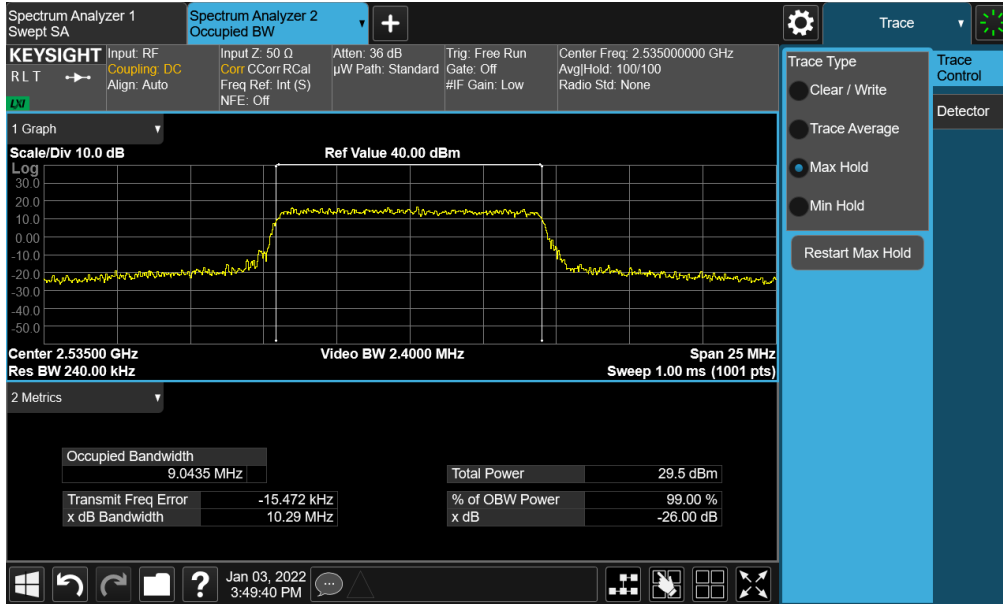 Spectrum Analyzer 1
Swept SA
Spectrum Analyzer 2
Occupied BW
Trace
KEYSIGHT
R L T
LXI
Input: RF
Coupling: DC
Align: Auto
Input Z: 50 Ω
Corr CCorr RCal
Freq Ref: Int (S)
NFE: Off
Atten: 36 dB
µW Path: Standard
Trig: Free Run
Gate: Off
#IF Gain: Low
Center Freq: 2.535000000 GHz
Avg|Hold: 100/100
Radio Std: None
Trace Type
Clear / Write
Trace Average
Max Hold
Min Hold
Restart Max Hold
Trace
Control
Detector
1 Graph
Scale/Div 10.0 dB
Ref Value 40.00 dBm
Log
30.0
20.0
10.0
0.00
-10.0
-20.0
-30.0
-40.0
-50.0
Center 2.53500 GHz
Video BW 2.4000 MHz
Span 25 MHz
Res BW 240.00 kHz
Sweep 1.00 ms (1001 pts)
2 Metrics
Occupied Bandwidth
9.0435 MHz
Total Power 29.5 dBm
Transmit Freq Error -15.472 kHz
% of OBW Power 99.00 %
x dB Bandwidth 10.29 MHz
x dB -26.00 dB
?
Jan 03, 2022
3:49:40 PM